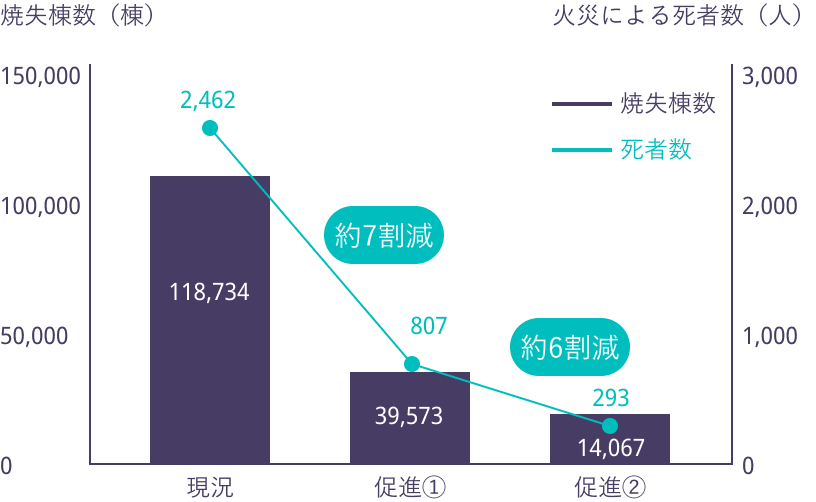 焼失棟数（棟）
火災による死者数（人）
150,000
3,000
2,462
焼失棟数
死者数
100,000
2,000
約7割減
118,734
807
50,000
1,000
約6割減
293
39,573
14,067
0
0
現況
促進①
促進②